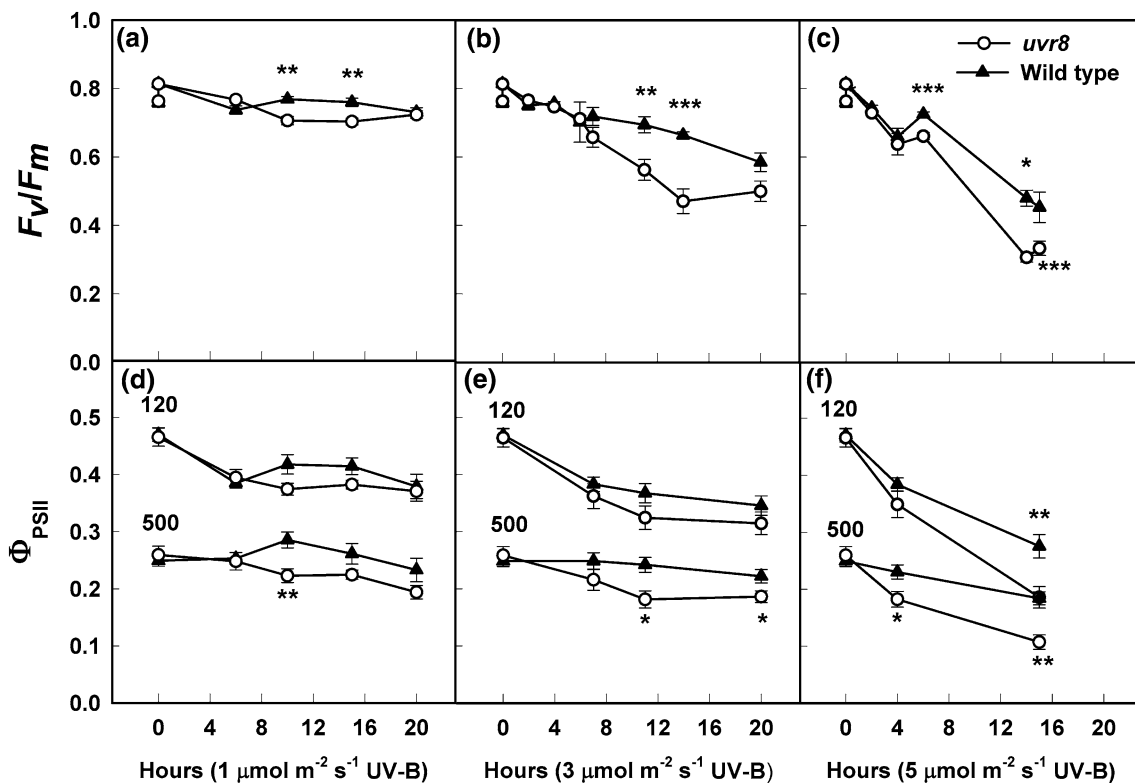 (a)
(b)
(c)
uvr8
Wild type
** **
** ***
***
*
***
1.0
0.8
0.6
0.4
0.2
0.0
Fv/Fm
(d)
(e)
(f)
120
500
120
500
120
500
**
* *
**
*
**
0.5
0.4
0.3
0.2
0.1
0.0
ΦPSII
0 4 8 12 16 20
0 4 8 12 16 20
0 4 8 12 16 20
Hours (1 μmol m⁻² s⁻¹ UV-B)
Hours (3 μmol m⁻² s⁻¹ UV-B)
Hours (5 μmol m⁻² s⁻¹ UV-B)